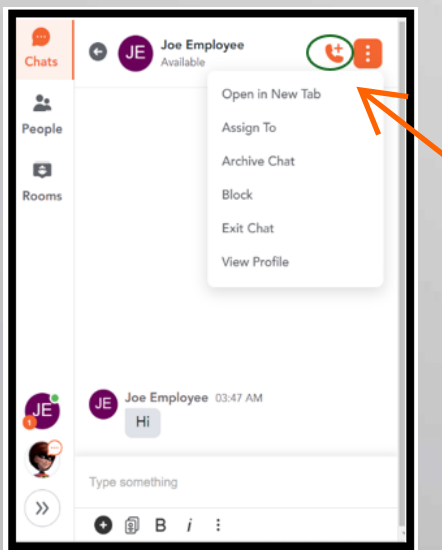 Chats
People
Rooms
JE
Joe Employee
Available
Open in New Tab
Assign To
Archive Chat
Block
Exit Chat
View Profile
JE
1
JE
Joe Employee 03:47 AM
Hi
Type something
B i